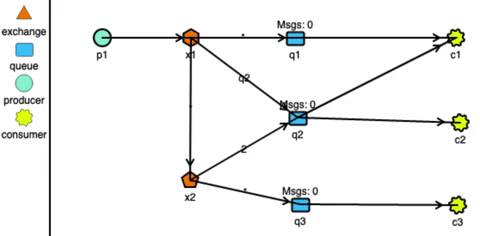 exchange
queue
producer
consumer
p1
x1
Msgs: 0
q1
c1
q2
Msgs: 0
q2
c2
2
x2
Msgs: 0
q3
c3